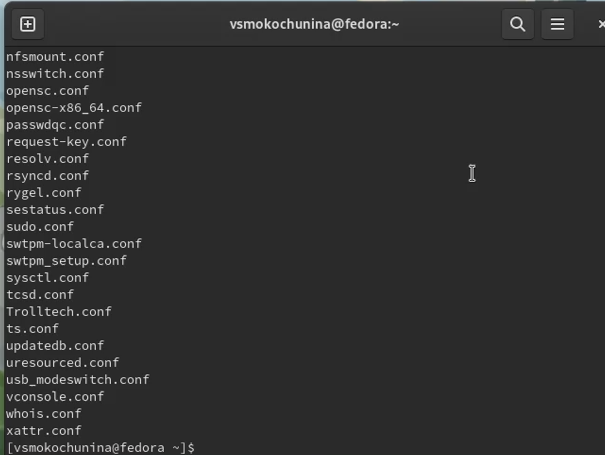 vsmokochunina@fedora:~
nfsmount.conf
nsswitch.conf
opensc.conf
opensc-x86_64.conf
passwdqc.conf
request-key.conf
resolv.conf
rsyncd.conf
rygel.conf
sestatus.conf
sudo.conf
swtpm-localca.conf
swtpm_setup.conf
sysctl.conf
tcsd.conf
Trolltech.conf
ts.conf
updatedb.conf
uresourced.conf
usb_modeswitch.conf
vconsole.conf
whois.conf
xattr.conf
[vsmokochunina@fedora ~]$